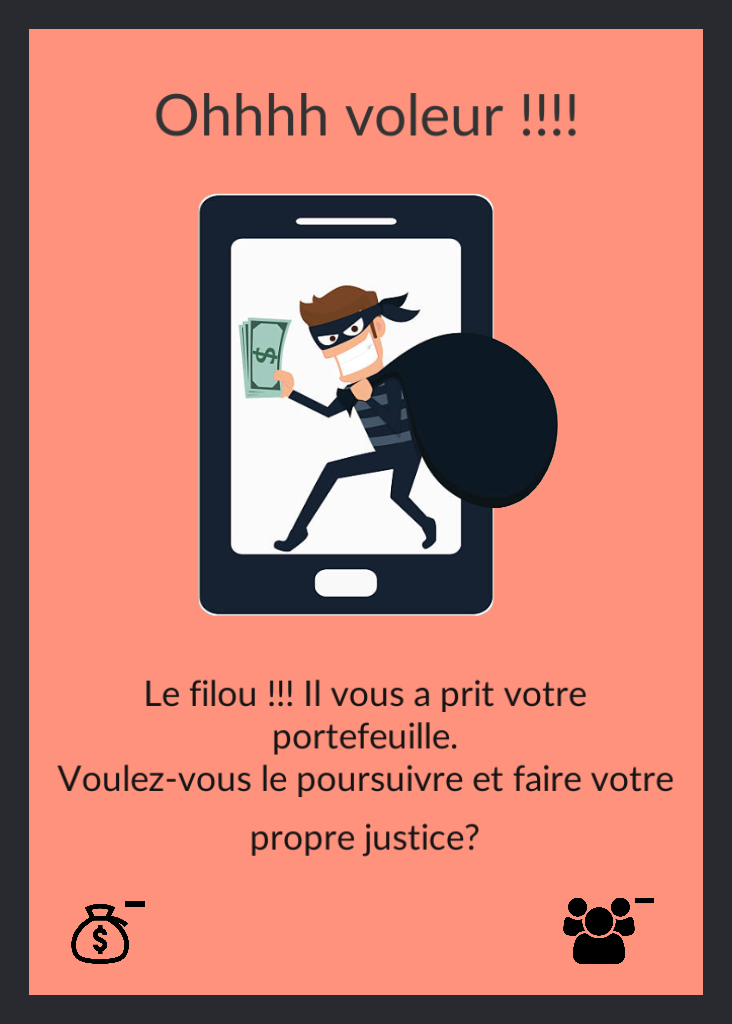 Ohhhh voleur !!!!
$
Le filou !!! Il vous a prit votre
portefeuille.
Voulez-vous le poursuivre et faire votre
propre justice?
$